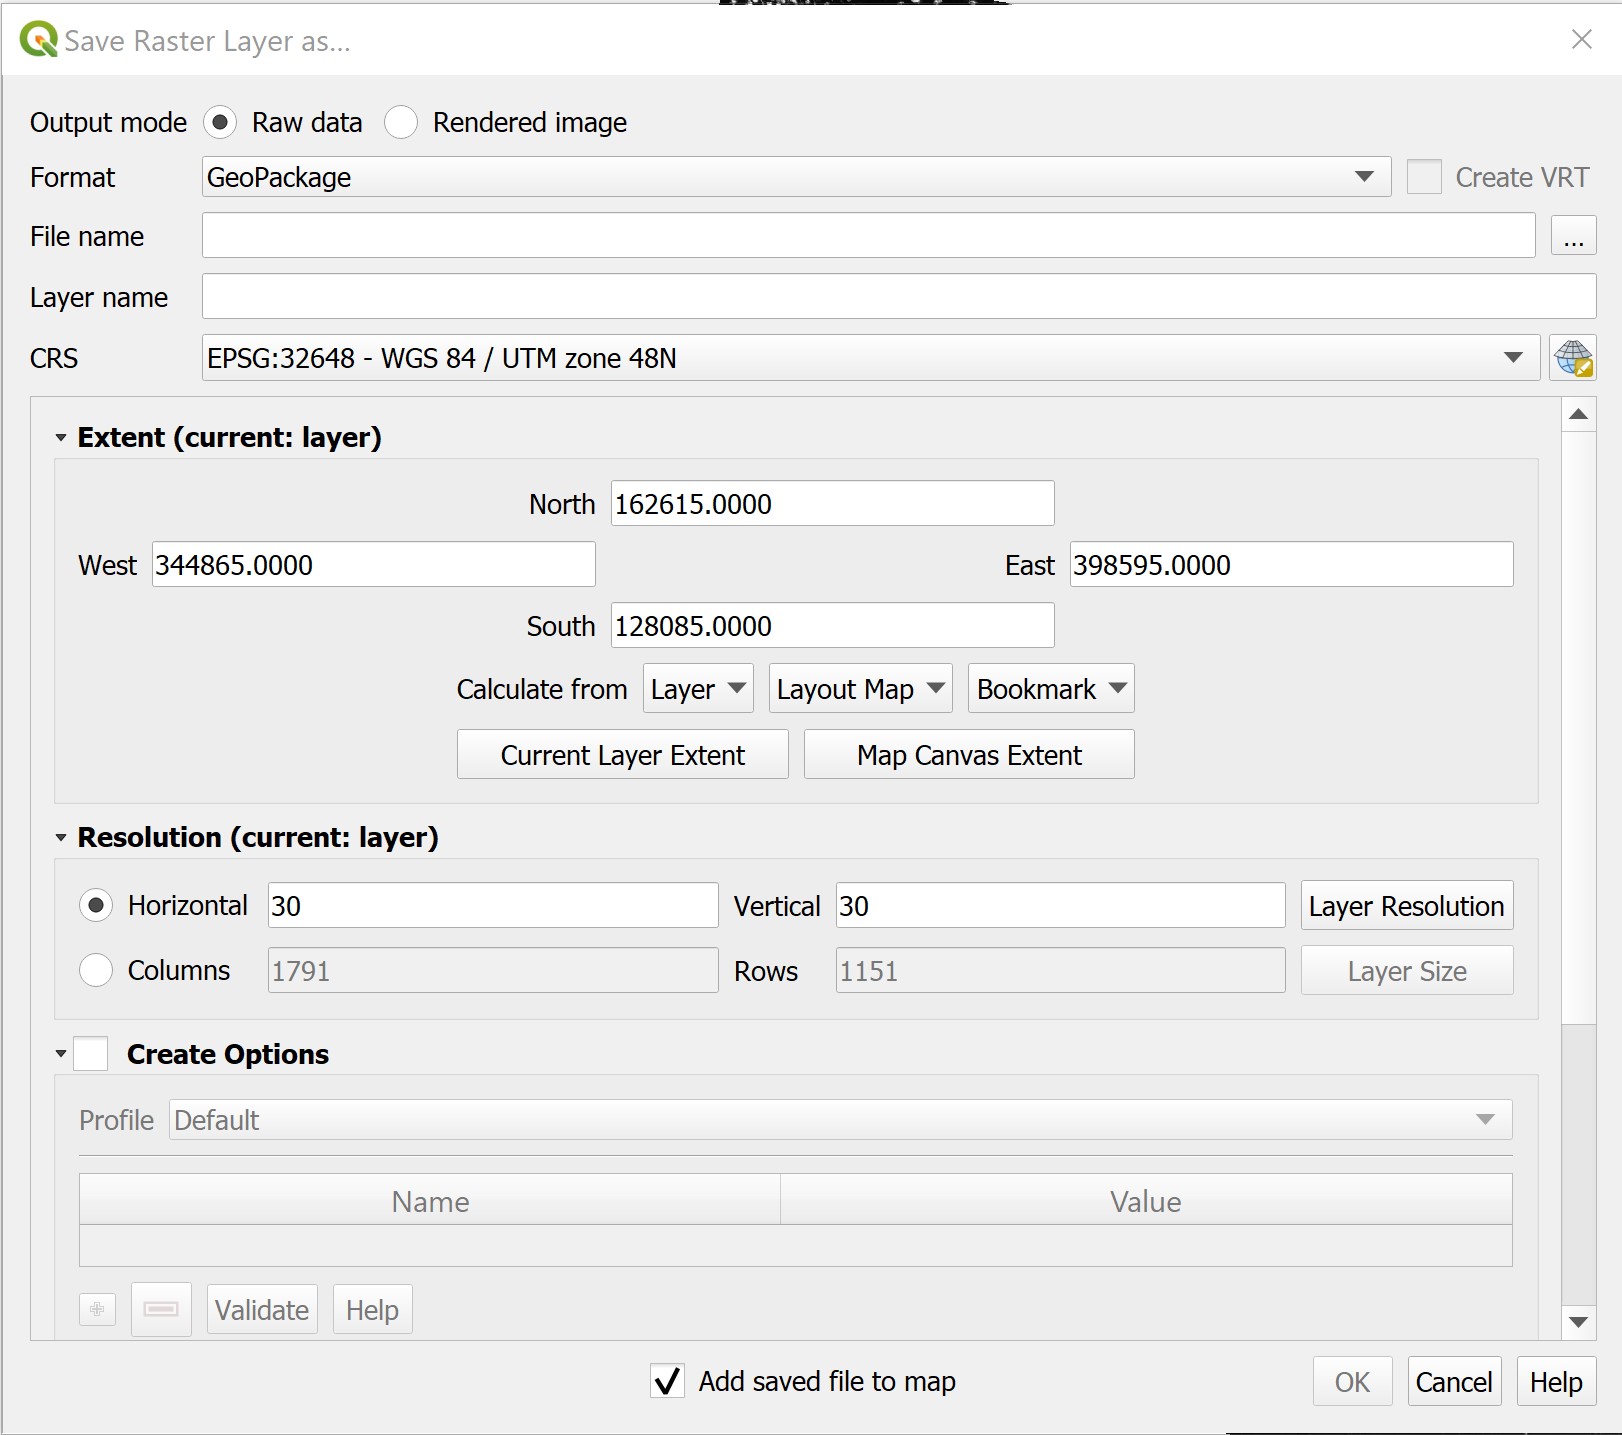 Save Raster Layer as...
Output mode Raw data Rendered image
Format GeoPackage Create VRT
File name ...
Layer name
CRS EPSG:32648 - WGS 84 / UTM zone 48N
Extent (current: layer)
North 162615.0000
West 344865.0000 East 398595.0000
South 128085.0000
Calculate from Layer Layout Map Bookmark
Current Layer Extent Map Canvas Extent
Resolution (current: layer)
Horizontal 30 Vertical 30 Layer Resolution
Columns 1791 Rows 1151 Layer Size
Create Options
Profile Default
Name Value
Validate Help
Add saved file to map OK Cancel Help